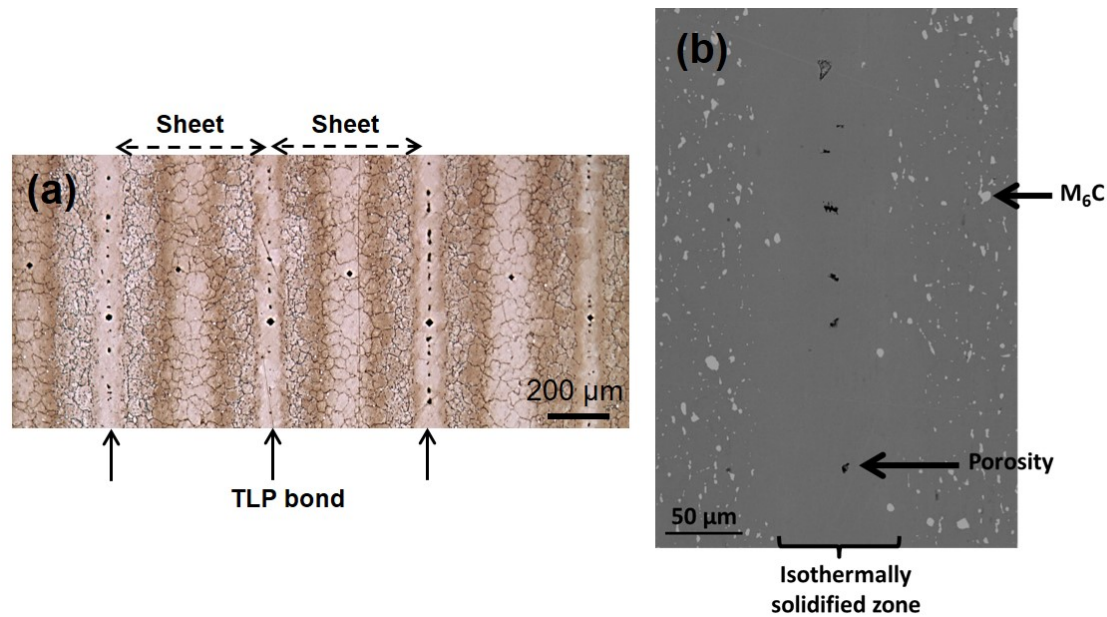 Sheet
Sheet
(a)
200 µm
TLP bond
(b)
M₆C
Porosity
50 µm
Isothermally
solidified zone